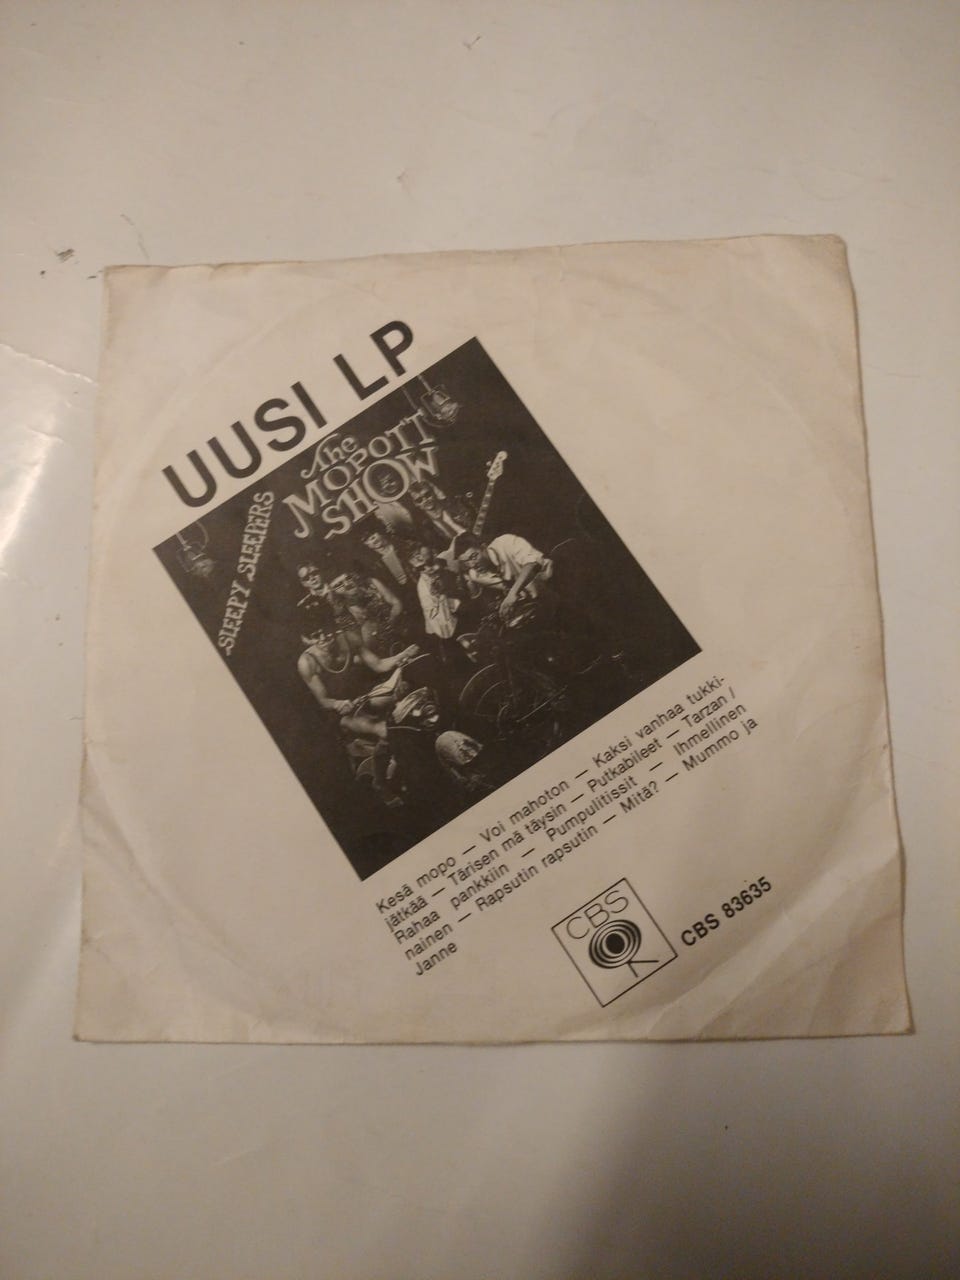 UUSI LP
SLEEPY SLEEPERS
The
MOPOTT
SHOW
Kesä mopo — Voi mahoton — Kaksi vanhaa tukki-
jätkää — Tärisen mä täysin — Putkabileet — Tarzan /
Rahaa pankkiin — Pumpulitissit — Ihmellinen
nainen — Rapsutin rapsutin — Mitä? — Mummo ja
Janne
CBS
CBS 83635